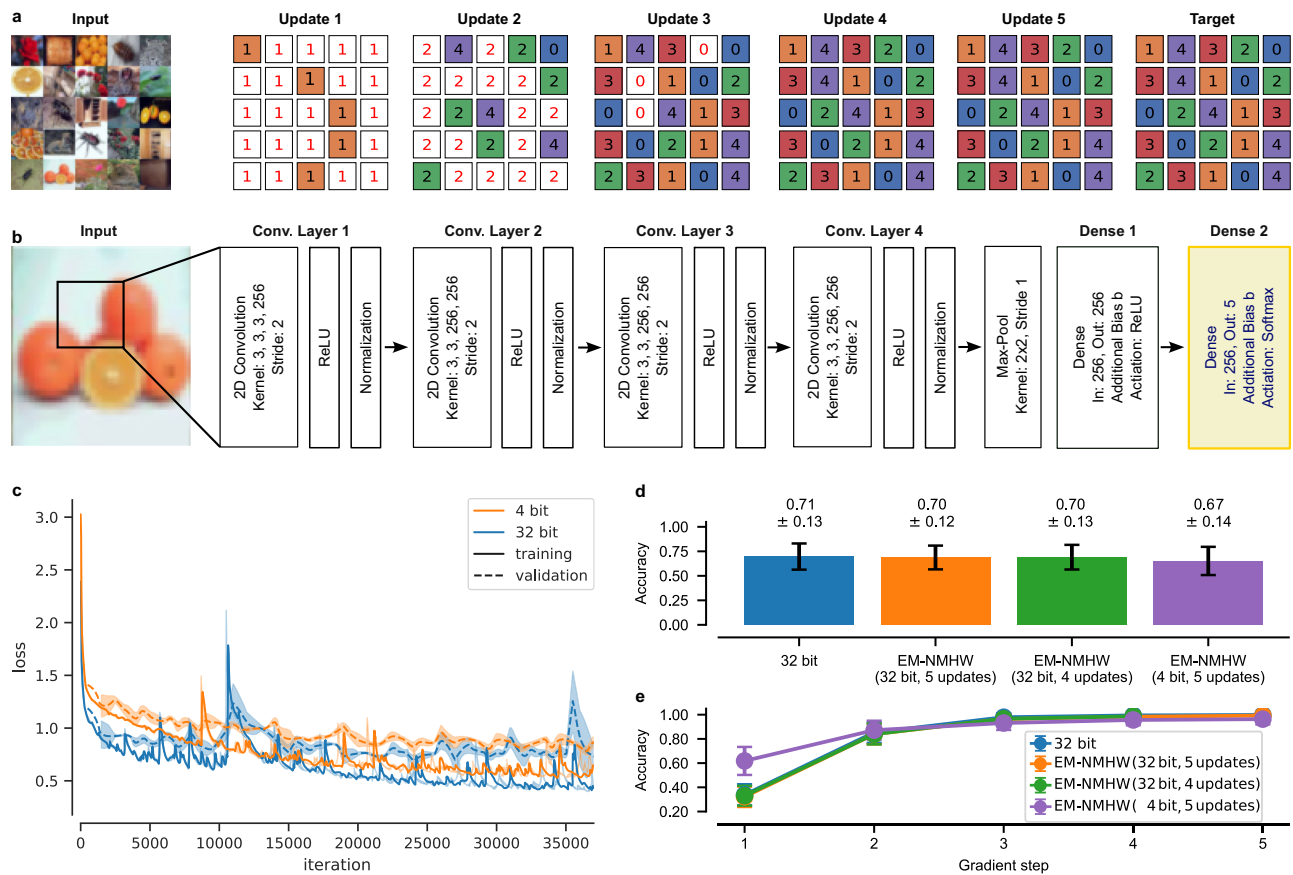 a
Input Update 1 Update 2 Update 3 Update 4 Update 5 Target
1 1 1 1 1 2 4 2 2 0 1 4 3 0 0 1 4 3 2 0 1 4 3 2 0 1 4 3 2 0
1 1 1 1 1 2 2 2 2 2 3 0 1 0 2 3 4 1 0 2 3 4 1 0 2 3 4 1 0 2
1 1 1 1 1 2 2 4 2 2 0 0 4 1 3 0 2 4 1 3 0 2 4 1 3 0 2 4 1 3
1 1 1 1 1 2 2 2 2 4 3 0 2 1 4 3 0 2 1 4 3 0 2 1 4 3 0 2 1 4
1 1 1 1 1 2 2 2 2 2 2 3 1 0 4 2 3 1 0 4 2 3 1 0 4 2 3 1 0 4
b
Input Conv. Layer 1 Conv. Layer 2 Conv. Layer 3 Conv. Layer 4 Dense 1 Dense 2
2D Convolution
Kernel: 3, 3, 3, 256
Stride: 2
ReLU
Normalization
2D Convolution
Kernel: 3, 3, 256, 256
Stride: 2
ReLU
Normalization
2D Convolution
Kernel: 3, 3, 256, 256
Stride: 2
ReLU
Normalization
2D Convolution
Kernel: 3, 3, 256, 256
Stride: 2
ReLU
Normalization
Max-Pool
Kernel: 2x2, Stride 1
Dense
In: 256, Out: 256
Additional Bias b
Actiation: ReLU
Dense
In: 256, Out: 5
Additional Bias b
Actiation: Softmax
c
4 bit
32 bit
training
validation
loss
3.0
2.5
2.0
1.5
1.0
0.5
0 5000 10000 15000 20000 25000 30000 35000
iteration
d
0.71 0.70 0.70 0.67
± 0.13 ± 0.12 ± 0.13 ± 0.14
Accuracy
1.00
0.75
0.50
0.25
0.00
32 bit EM-NMHW EM-NMHW EM-NMHW
(32 bit, 5 updates) (32 bit, 4 updates) (4 bit, 5 updates)
e
Accuracy
1.00
0.80
0.60
0.40
0.20
32 bit
EM-NMHW (32 bit, 5 updates)
EM-NMHW (32 bit, 4 updates)
EM-NMHW ( 4 bit, 5 updates)
1 2 3 4 5
Gradient step